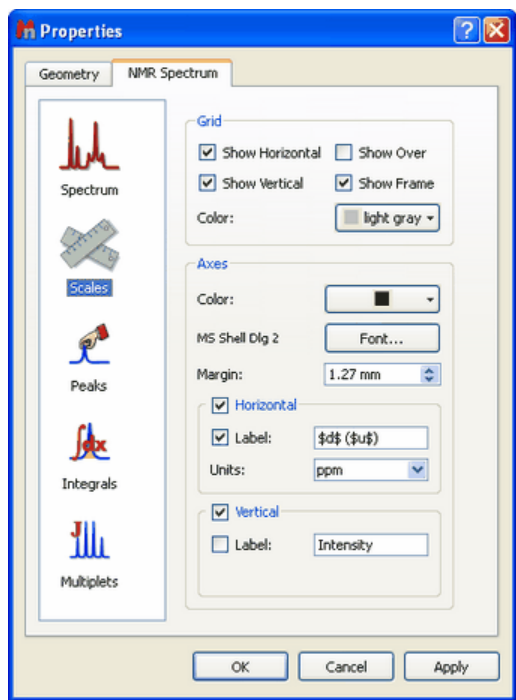 Properties
Geometry NMR Spectrum
Spectrum
Scales
Peaks
Integrals
Multiplets
Grid
Show Horizontal Show Over
Show Vertical Show Frame
Color: light gray
Axes
Color:
MS Shell Dlg 2 Font...
Margin: 1.27 mm
Horizontal
Label: $d$ ($u$)
Units: ppm
Vertical
Label: Intensity
OK Cancel Apply